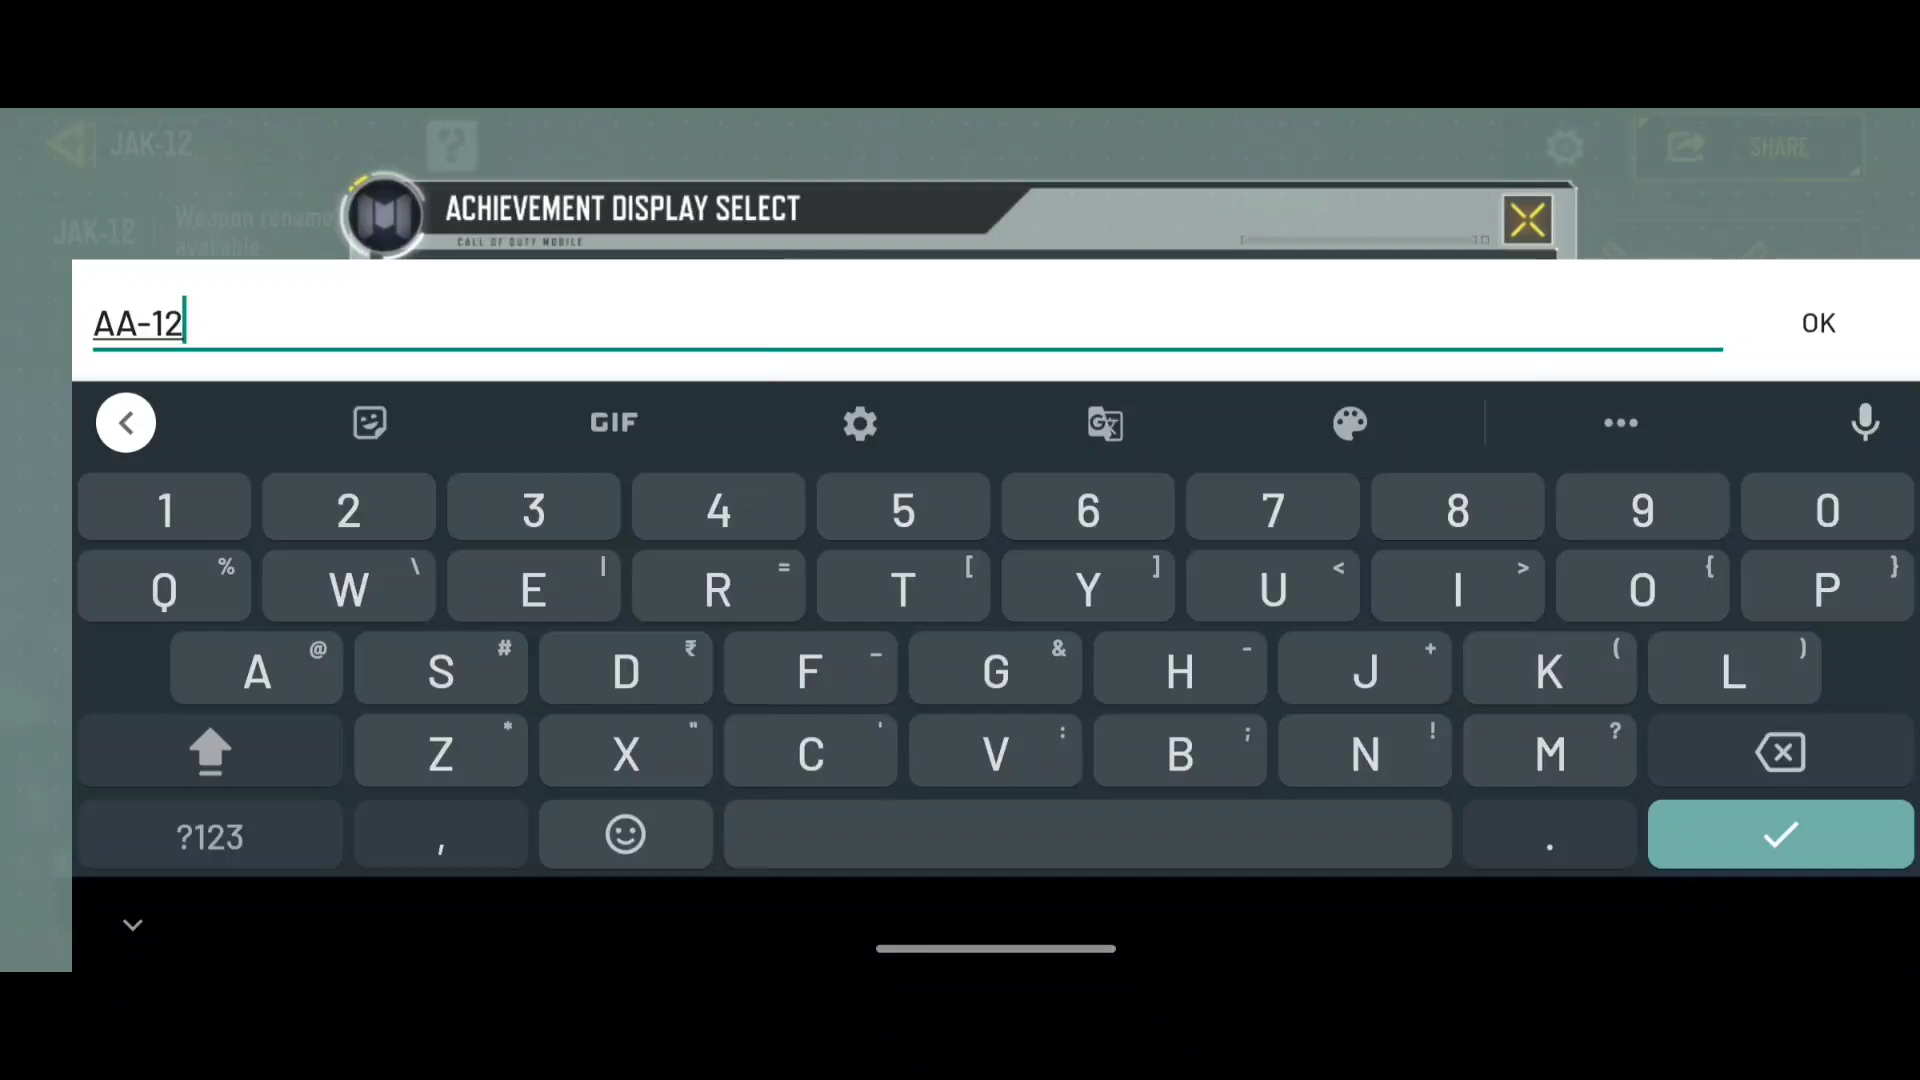 JAK-12
SHARE
JAK-12
Weapon rename
available
ACHIEVEMENT DISPLAY SELECT
CALL OF DUTY MOBILE
AA-12
OK
GIF
1 2 3 4 5 6 7 8 9 0
Q % W \ E | R = T [ Y ] U < I > O { P }
A @ S # D ₹ F _ G & H - J + K ( L )
Z * X " C ' V : B ; N ! M ?
?123 , .